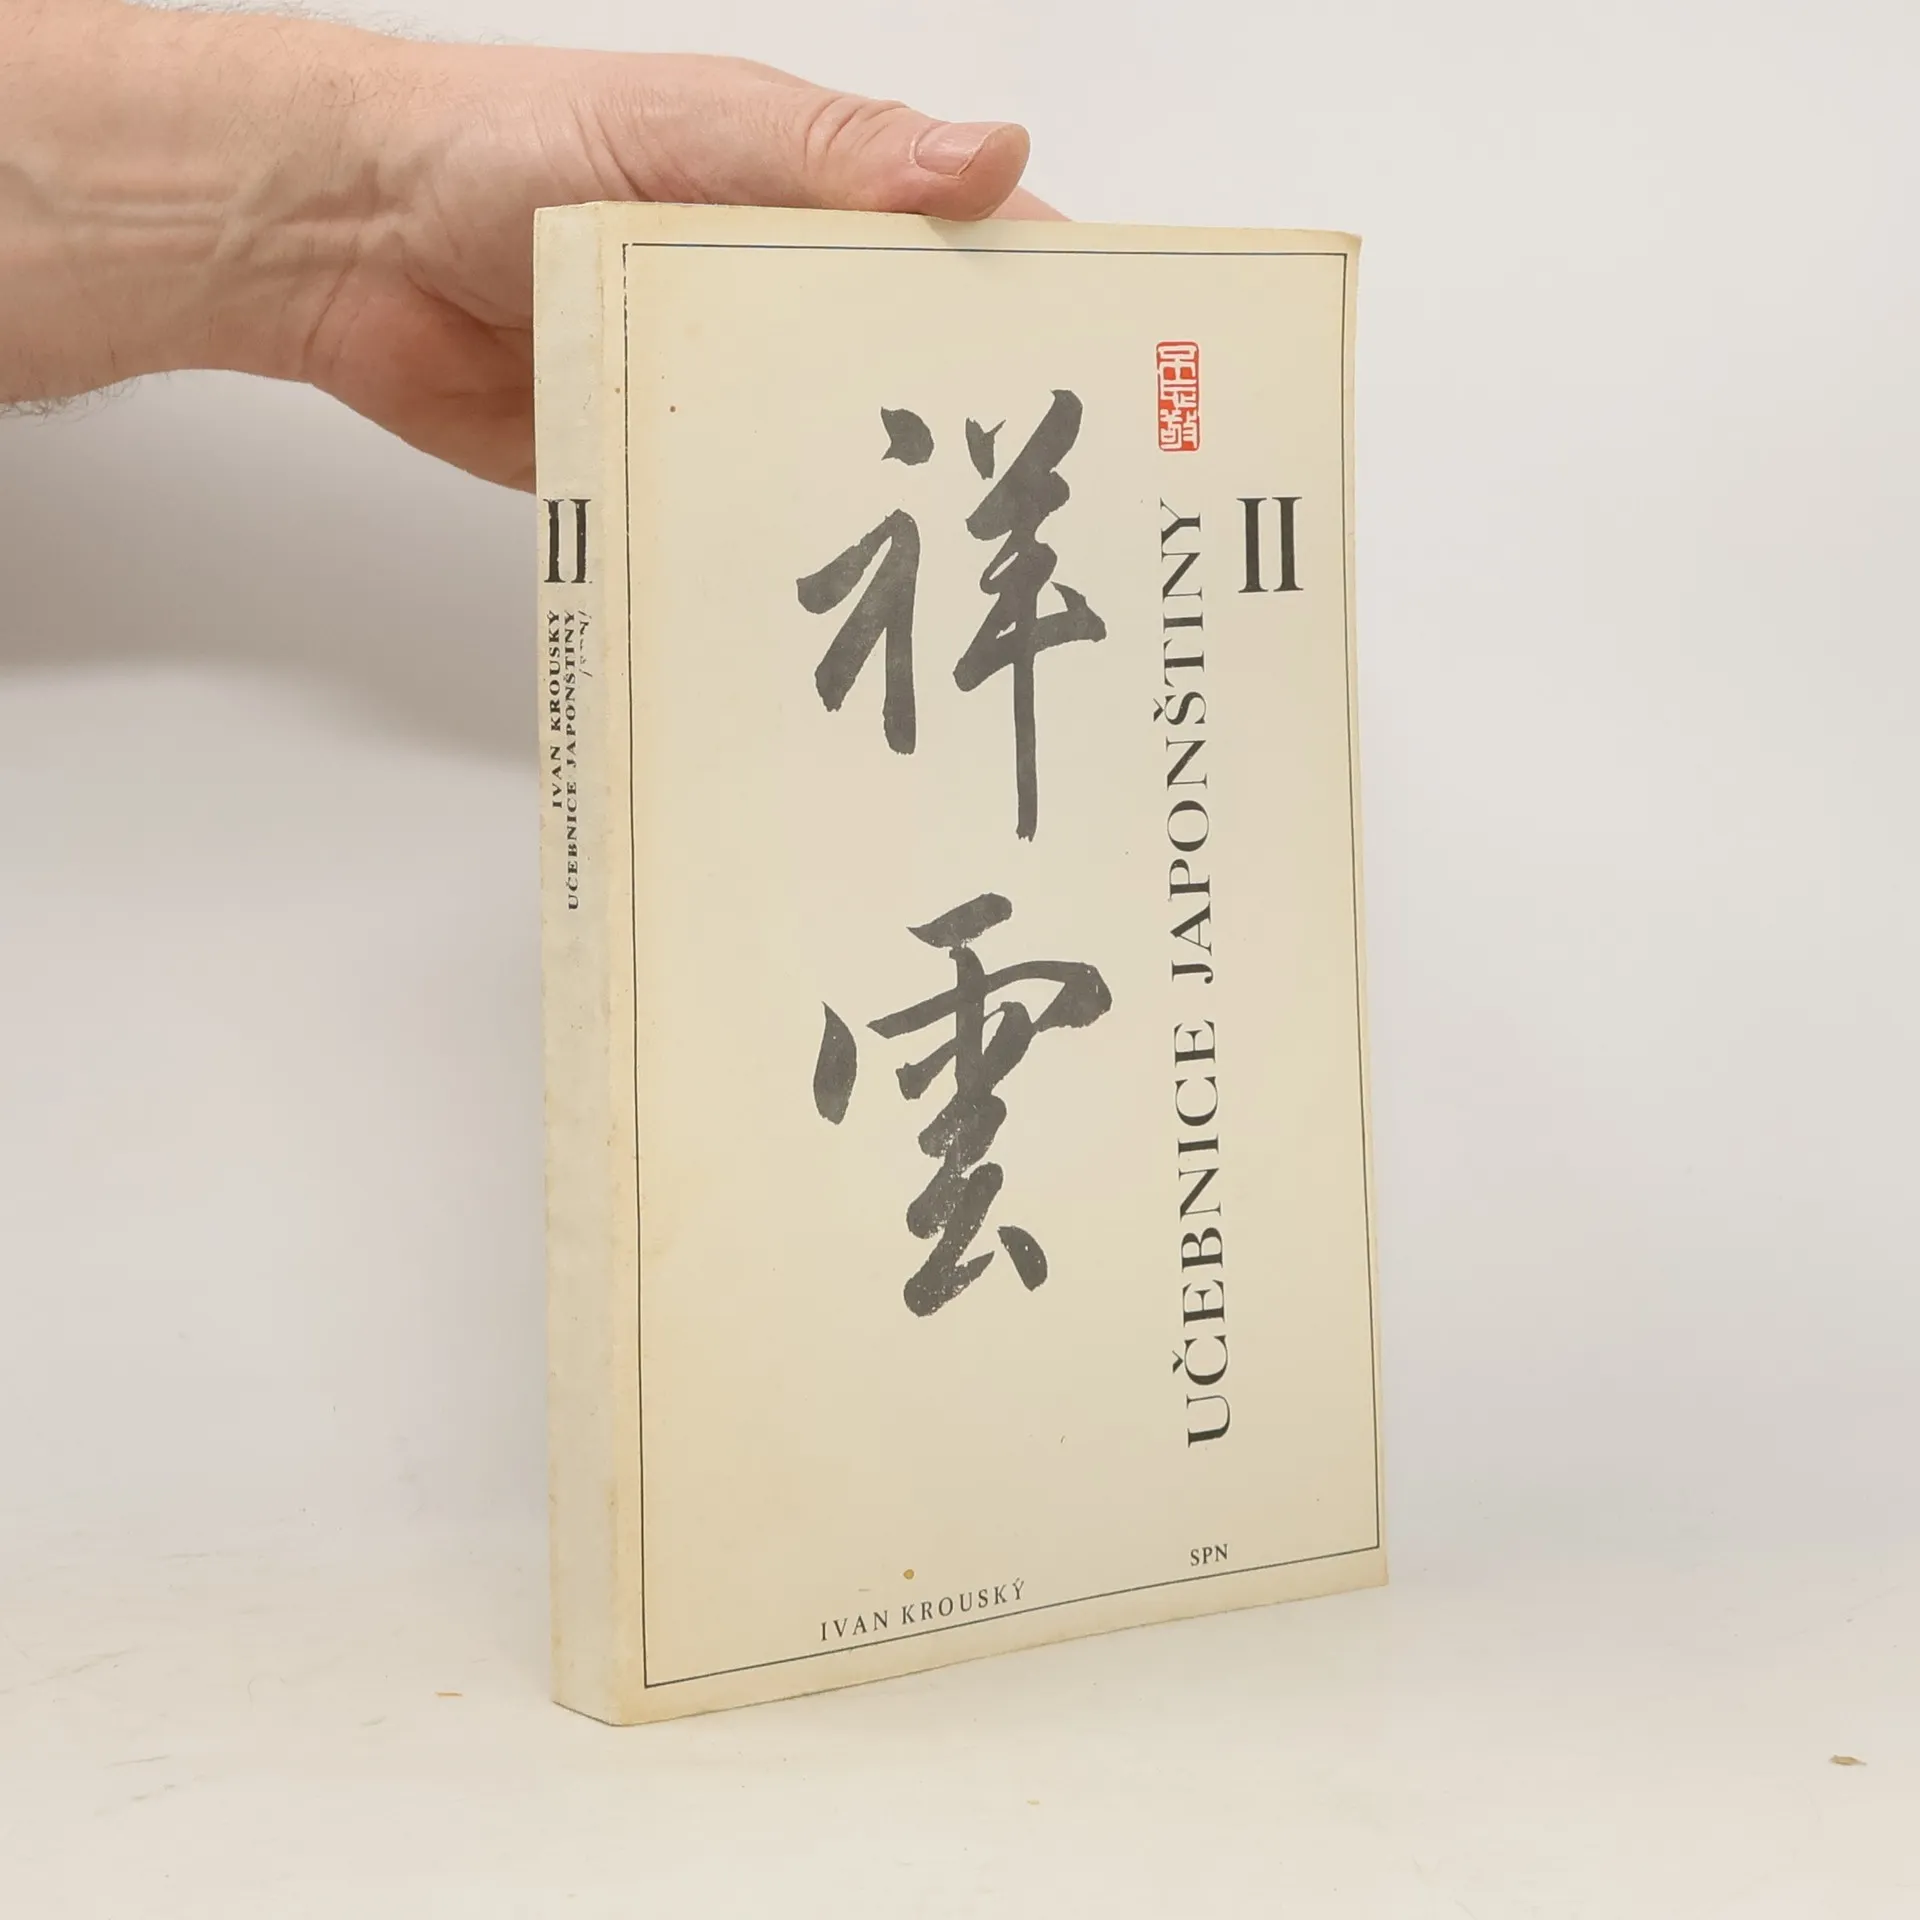 II
IVAN KROUSKÝ
UČEBNICE JAPONŠTINY
祥雲
UČEBNICE JAPONŠTINY
II
IVAN KROUSKÝ
SPN